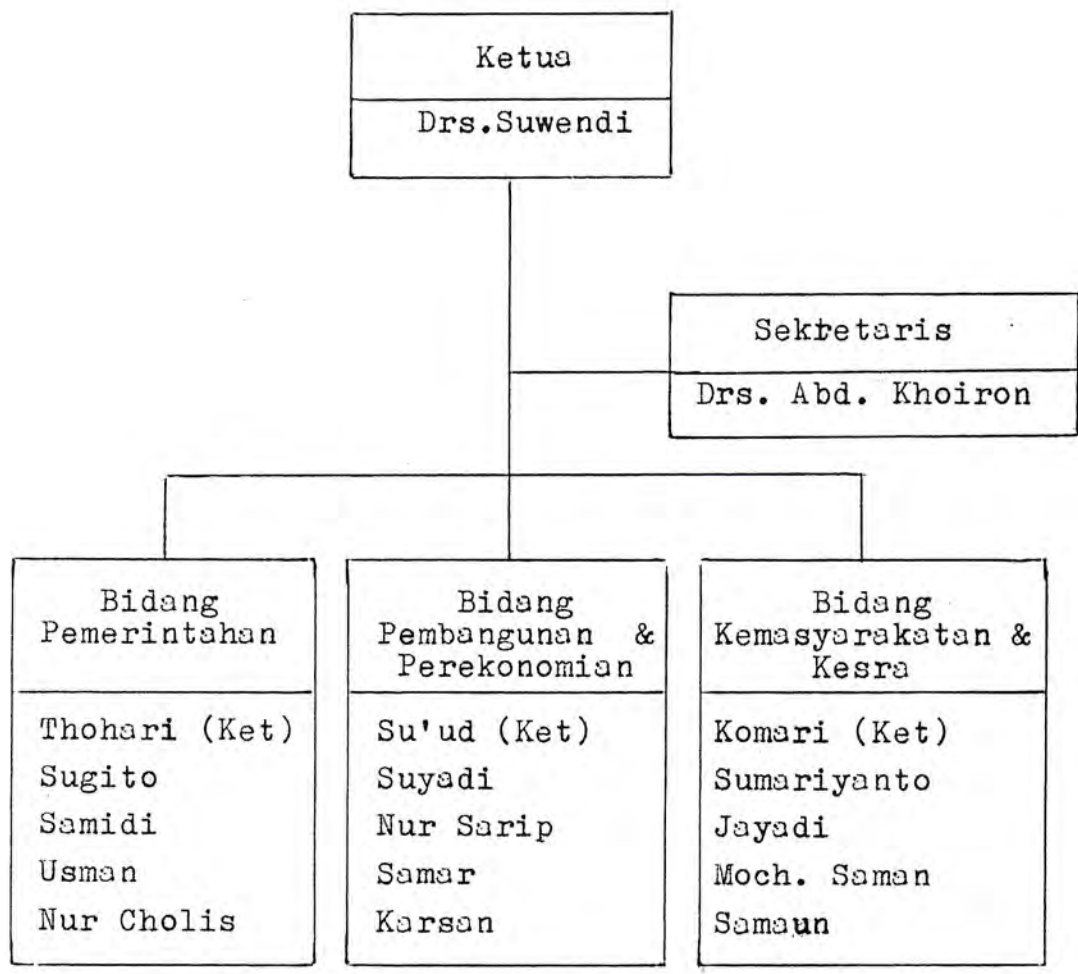 Ketua
Drs.Suwendi
Sekretaris
Drs. Abd. Khoiron
Bidang
Pemerintahan
Thohari (Ket)
Sugito
Samidi
Usman
Nur Cholis
Bidang
Pembangunan &
Perekonomian
Su'ud (Ket)
Suyadi
Nur Sarip
Samar
Karsan
Bidang
Kemasyarakatan &
Kesra
Komari (Ket)
Sumariyanto
Jayadi
Moch. Saman
Samaun